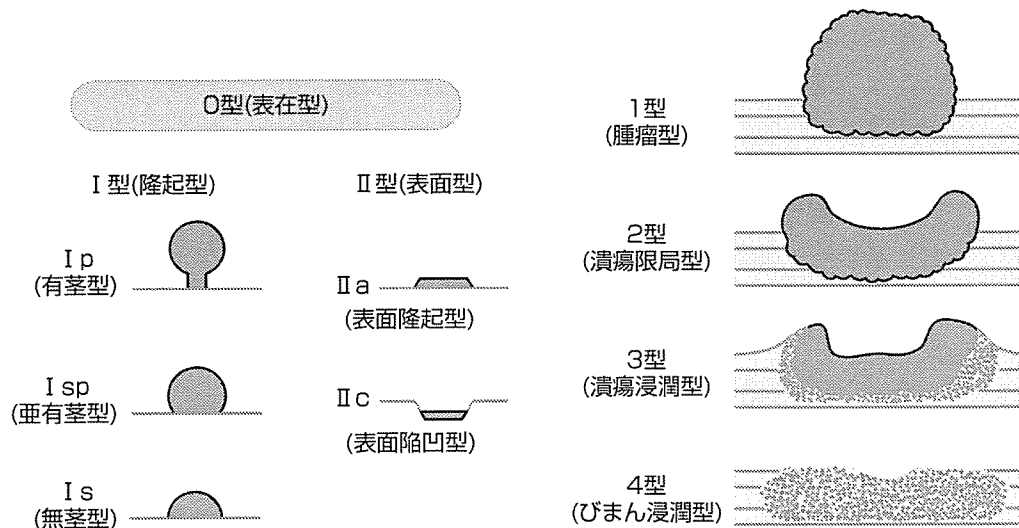 0型(表在型)
Ⅰ型(隆起型)
Ⅱ型(表面型)
Ⅰp
(有茎型)
Ⅰsp
(亜有茎型)
Ⅰs
(無茎型)
Ⅱa
(表面隆起型)
Ⅱc
(表面陥凹型)
1型
(腫瘤型)
2型
(潰瘍限局型)
3型
(潰瘍浸潤型)
4型
(びまん浸潤型)